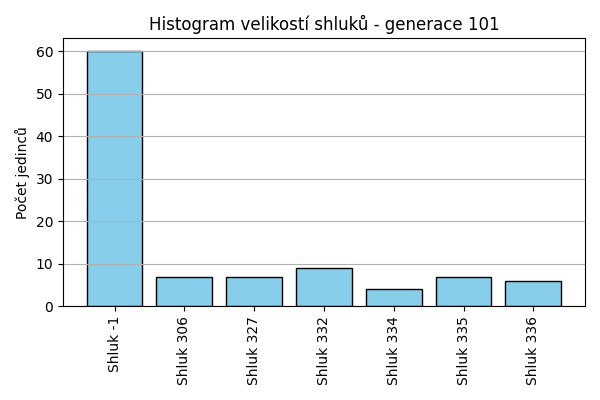 Histogram velikostí shluků - generace 101
Počet jedinců
60
50
40
30
20
10
0
Shluk -1
Shluk 306
Shluk 327
Shluk 332
Shluk 334
Shluk 335
Shluk 336